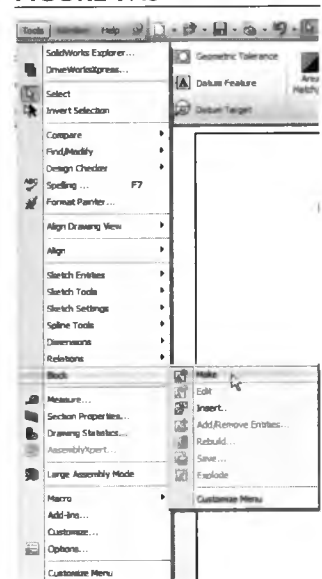 Tools Window Help
SolidWorks Explorer...
DriveWorksXpress...
Select
Invert Selection
Compare
Find/Modify
Design Checker
Spelling ... F7
Format Painter...
Align Drawing View
Align
Sketch Entities
Sketch Tools
Sketch Settings
Spline Tools
Dimensions
Relations
Block
Measure...
Section Properties...
Drawing Statistics...
AssemblyXpert...
Large Assembly Mode
Macro
Add-Ins...
Customize...
Options...
Customize Menu
Geometric Tolerance
Datum Feature
Datum Target
Area
Make
Edit
Insert..
Add/Remove Entities...
Rebuild...
Save...
Explode
Customize Menu